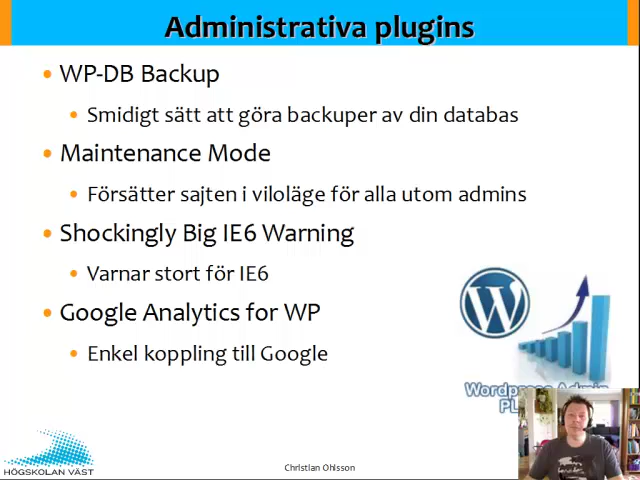 Administrativa plugins
WP-DB Backup
Smidigt sätt att göra backuper av din databas
Maintenance Mode
Försätter sajten i viloläge för alla utom admins
Shockingly Big IE6 Warning
Varnar stort för IE6
Google Analytics for WP
Enkel koppling till Google
Wordpress Admin
HÖGSKOLAN VÄST
Christian Ohlsson